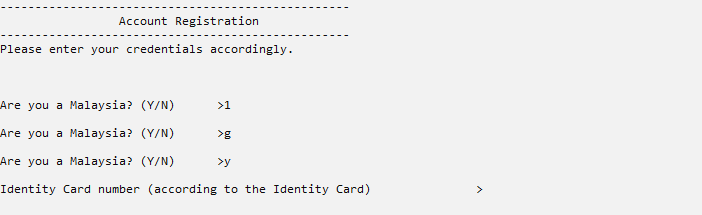 --------------------------------------------------
Account Registration
--------------------------------------------------
Please enter your credentials accordingly.
Are you a Malaysia? (Y/N) >1
Are you a Malaysia? (Y/N) >g
Are you a Malaysia? (Y/N) >y
Identity Card number (according to the Identity Card) >